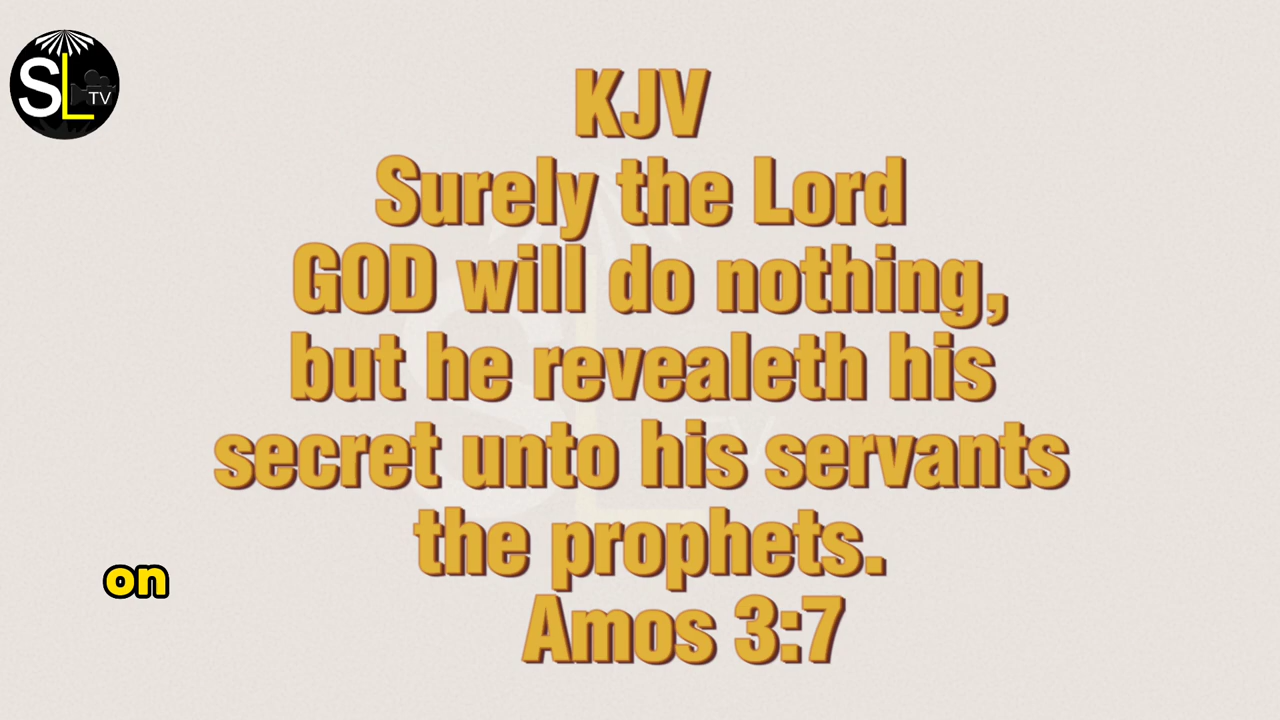 SL TV
KJV
Surely the Lord
GOD will do nothing,
but he revealeth his
secret unto his servants
the prophets.
on
Amos 3:7